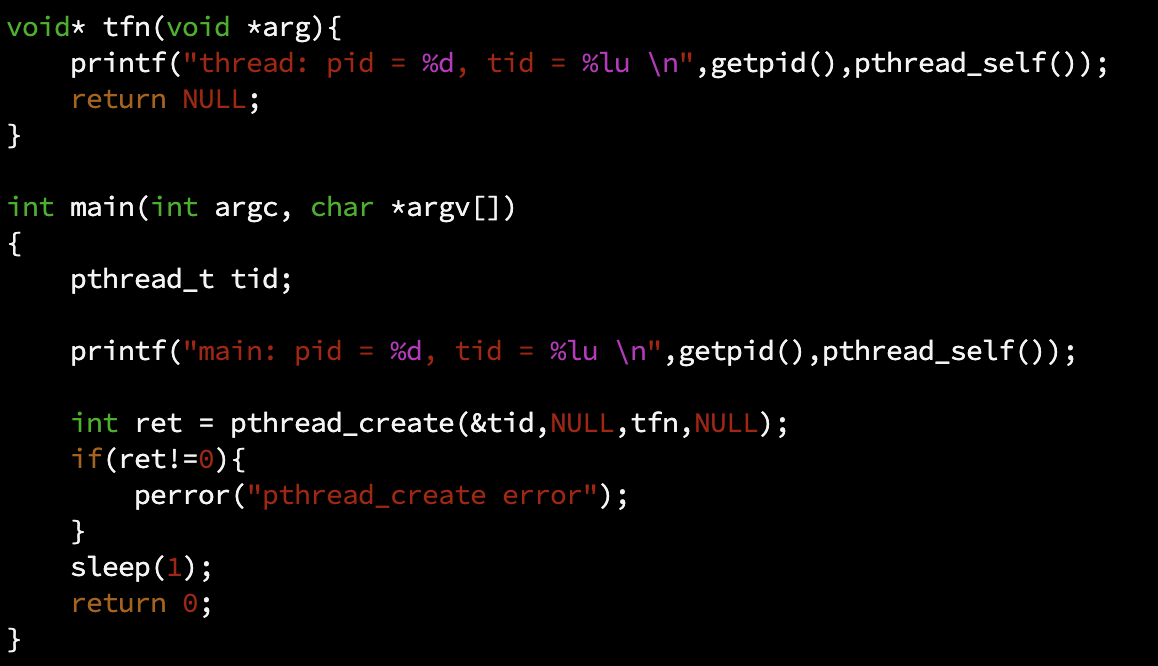 void* tfn(void *arg){
    printf("thread: pid = %d, tid = %lu \n",getpid(),pthread_self());
    return NULL;
}

int main(int argc, char *argv[])
{
    pthread_t tid;

    printf("main: pid = %d, tid = %lu \n",getpid(),pthread_self());

    int ret = pthread_create(&tid,NULL,tfn,NULL);
    if(ret!=0){
        perror("pthread_create error");
    }
    sleep(1);
    return 0;
}